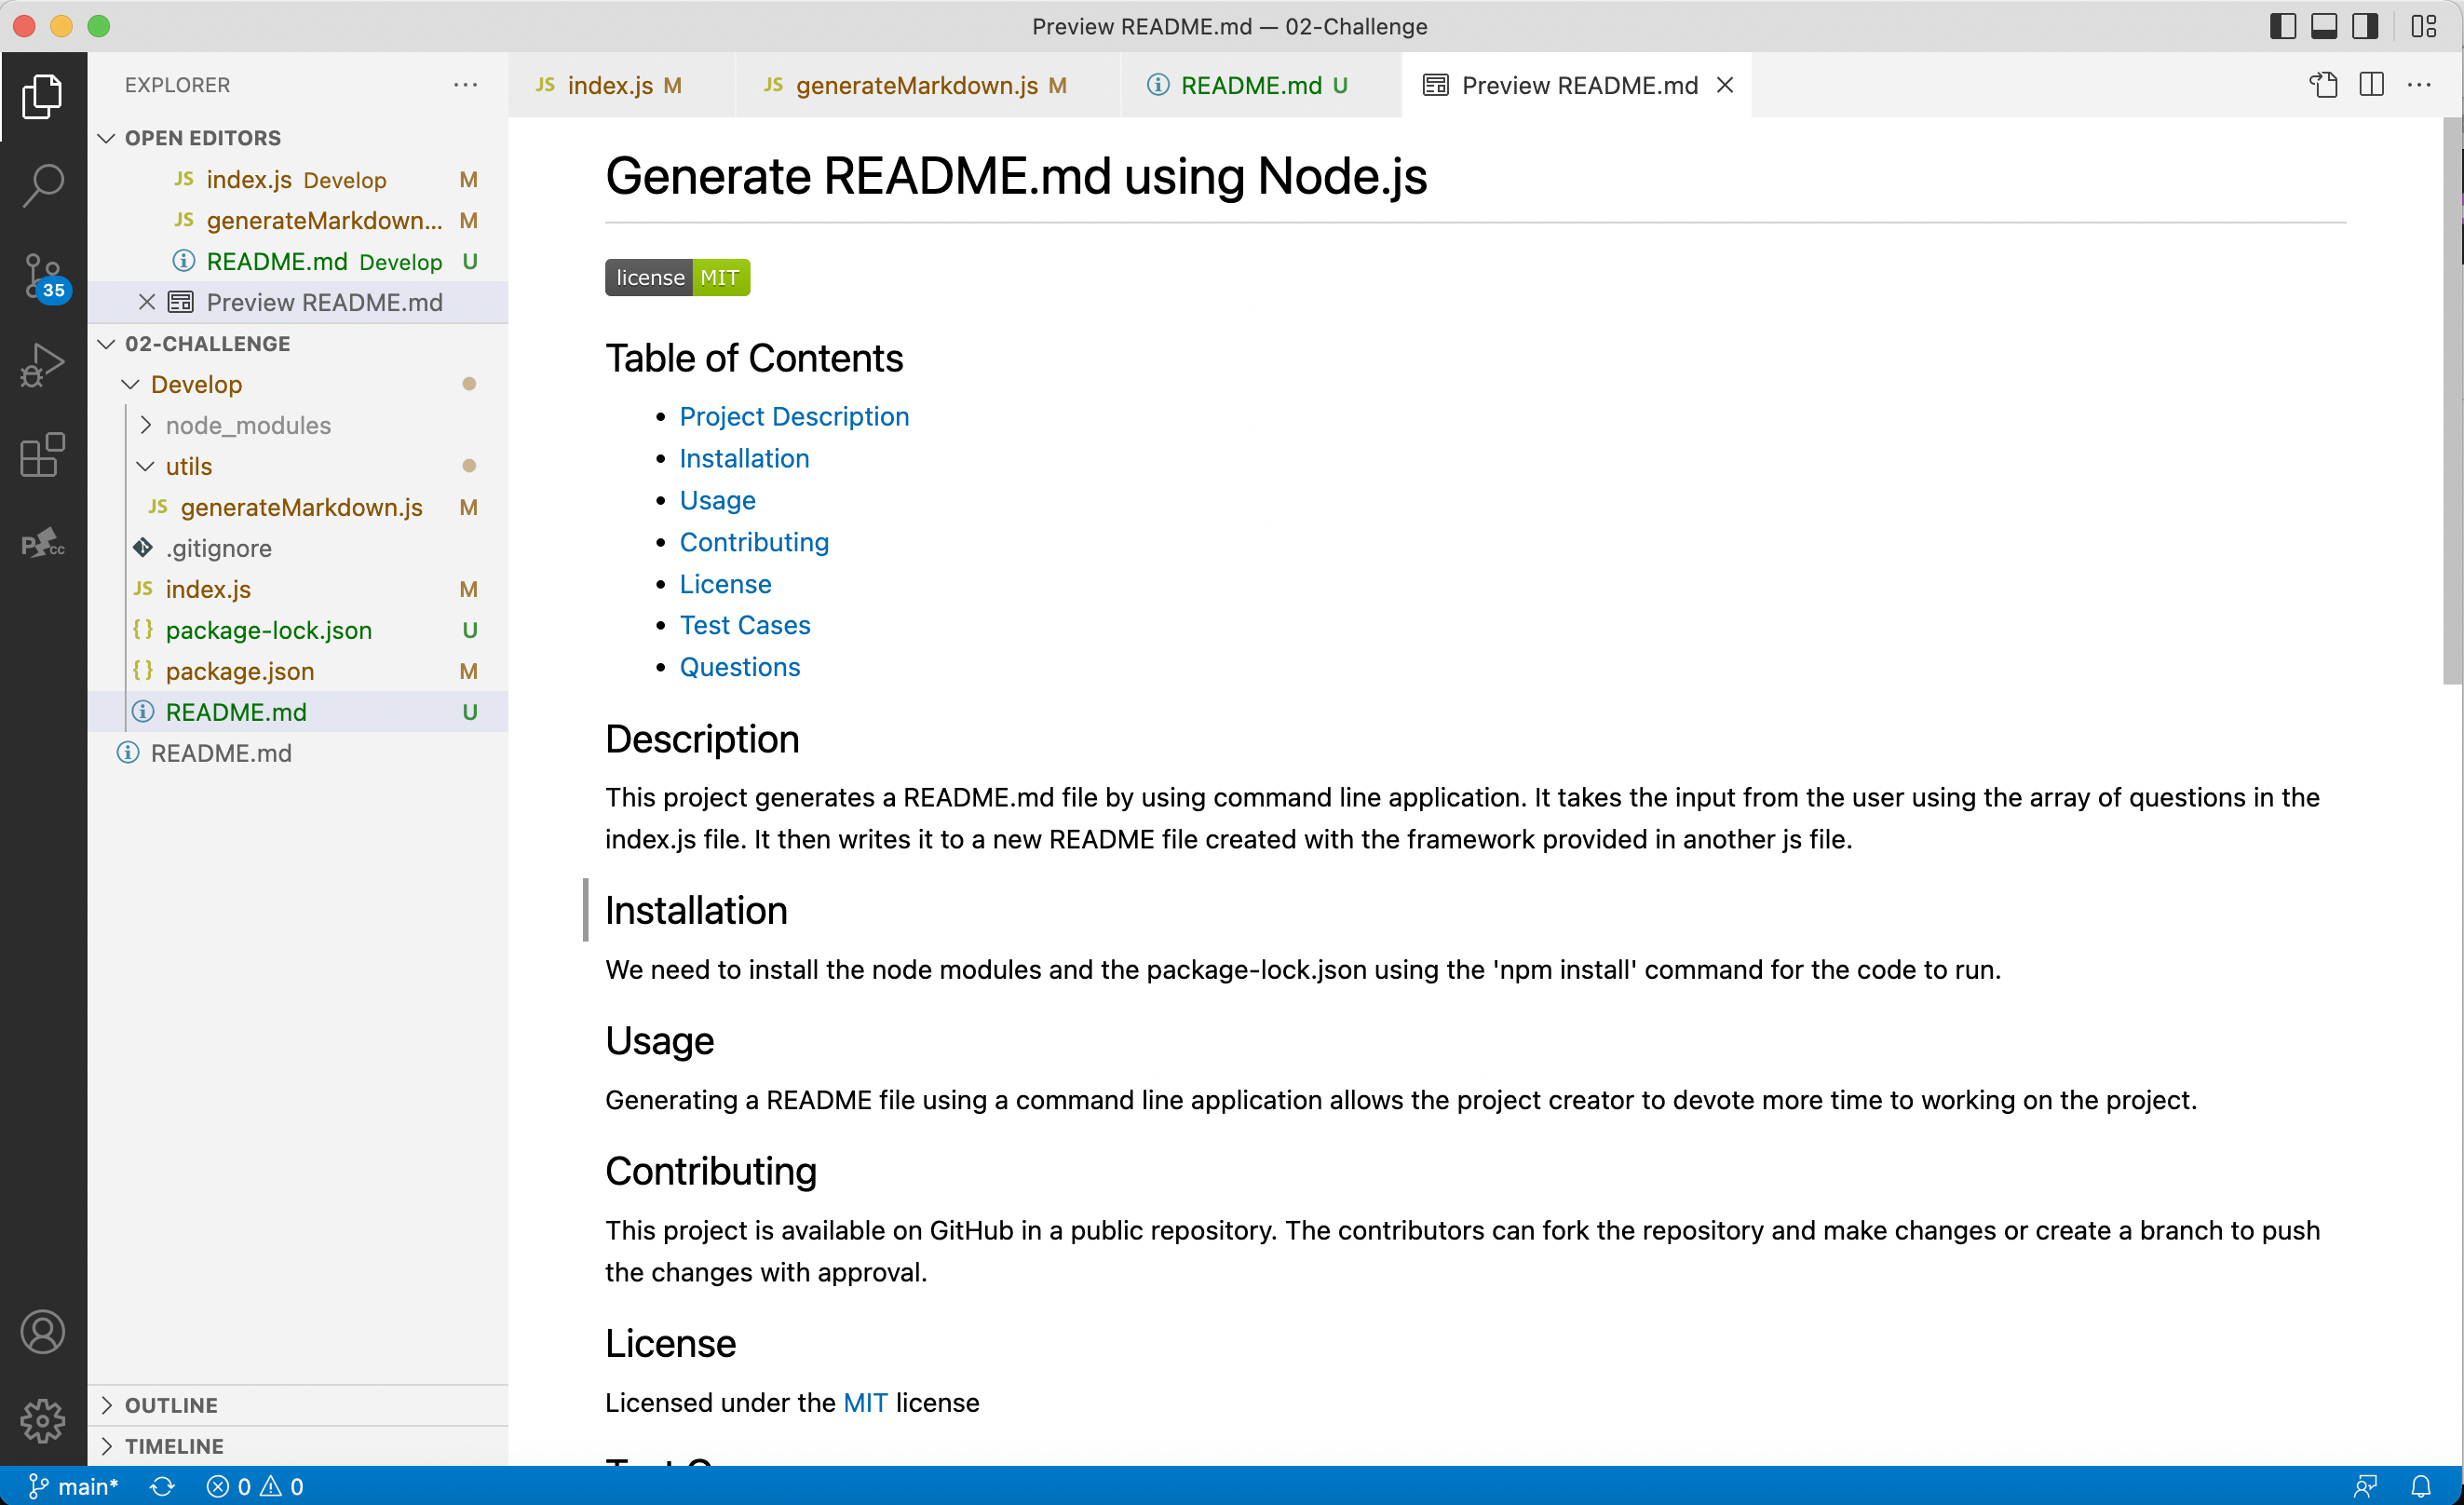 Preview README.md — 02-Challenge
EXPLORER
JS index.js M
JS generateMarkdown.js M
README.md U
Preview README.md
OPEN EDITORS
JS index.js Develop M
JS generateMarkdown... M
README.md Develop U
Preview README.md
35
02-CHALLENGE
Develop
node_modules
utils
JS generateMarkdown.js M
.gitignore
JS index.js M
{} package-lock.json U
{} package.json M
README.md U
README.md
OUTLINE
TIMELINE
Generate README.md using Node.js
license MIT
Table of Contents
• Project Description
• Installation
• Usage
• Contributing
• License
• Test Cases
• Questions
Description
This project generates a README.md file by using command line application. It takes the input from the user using the array of questions in the
index.js file. It then writes it to a new README file created with the framework provided in another js file.
Installation
We need to install the node modules and the package-lock.json using the 'npm install' command for the code to run.
Usage
Generating a README file using a command line application allows the project creator to devote more time to working on the project.
Contributing
This project is available on GitHub in a public repository. The contributors can fork the repository and make changes or create a branch to push
the changes with approval.
License
Licensed under the MIT license
main* 0 0